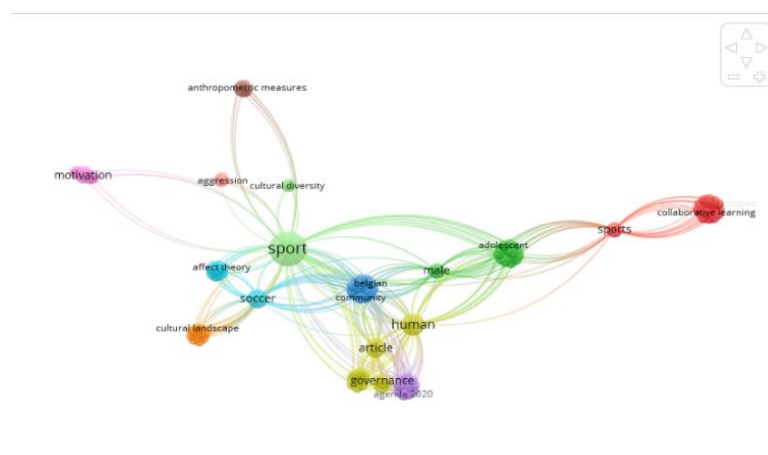 anthropometric measures
motivation
aggression
cultural diversity
collaborative learning
sports
sport
adolescent
affect theory
male
belgian
community
soccer
human
cultural landscape
article
governance
agenda 2020